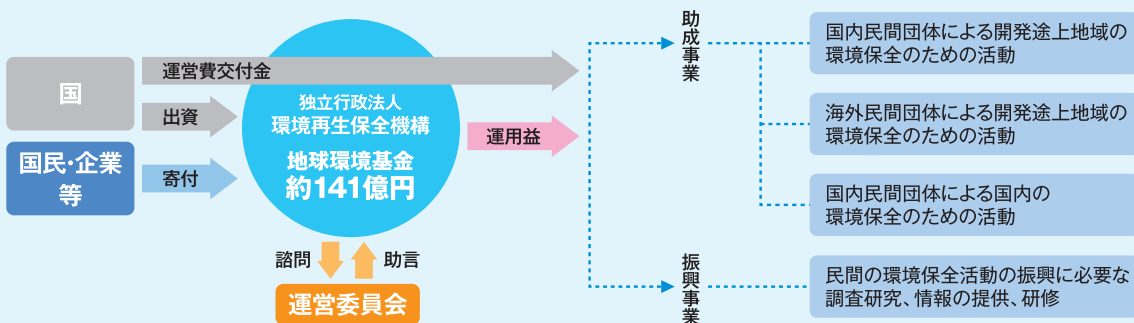 国
国民・企業
等
運営費交付金
出資
寄付
独立行政法人
環境再生保全機構
地球環境基金
約141億円
運用益
諮問
助言
運営委員会
助成事業
国内民間団体による開発途上地域の
環境保全のための活動
海外民間団体による開発途上地域の
環境保全のための活動
国内民間団体による国内の
環境保全のための活動
振興事業
民間の環境保全活動の振興に必要な
調査研究、情報の提供、研修